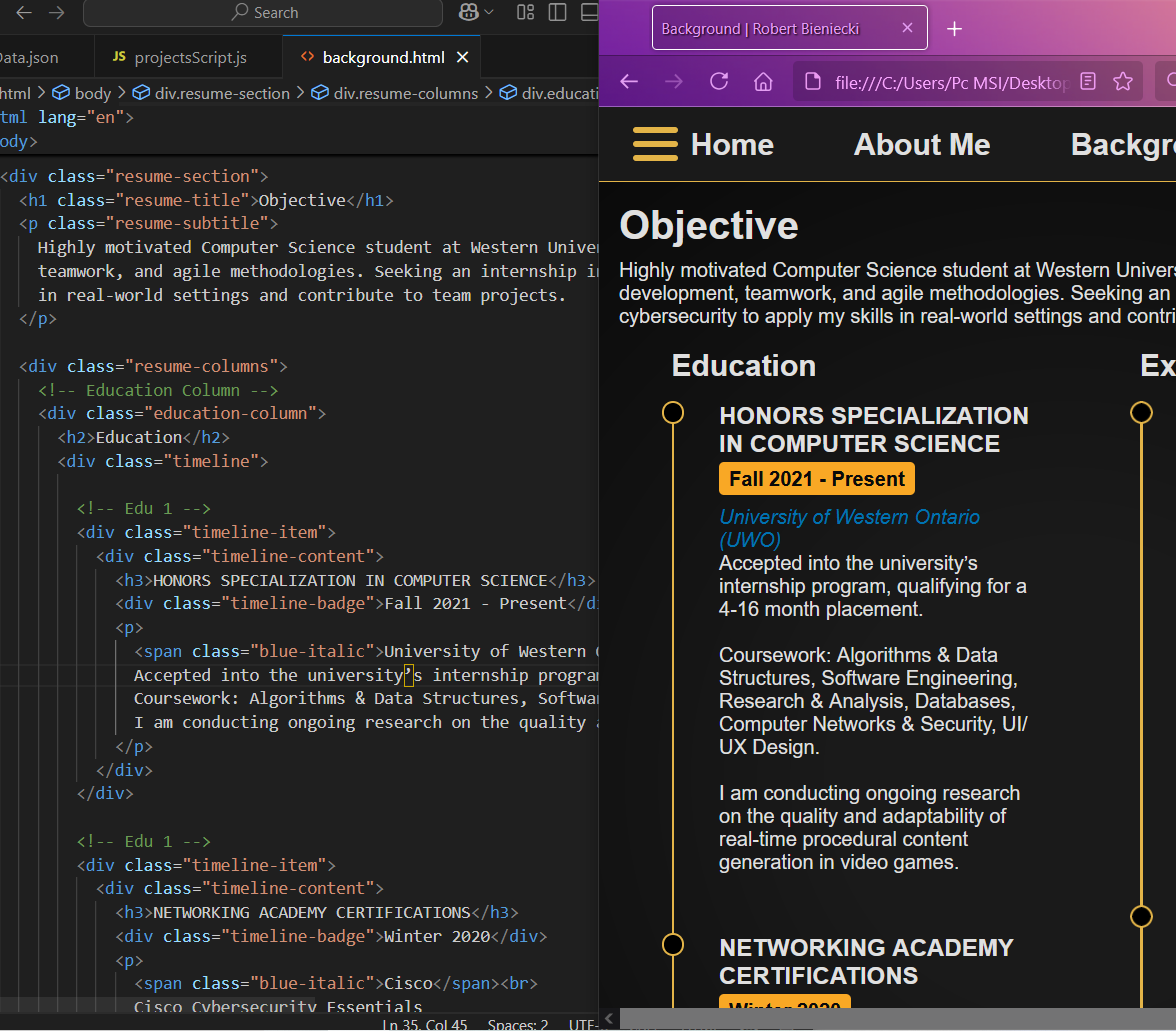 Search
Data.json
JS projectsScript.js
<> background.html
html > body > div.resume-section > div.resume-columns > div.educati
tml lang="en">
ody>
<div class="resume-section">
<h1 class="resume-title">Objective</h1>
<p class="resume-subtitle">
Highly motivated Computer Science student at Western Univer
teamwork, and agile methodologies. Seeking an internship in
in real-world settings and contribute to team projects.
</p>
<div class="resume-columns">
<!-- Education Column -->
<div class="education-column">
<h2>Education</h2>
<div class="timeline">
<!-- Edu 1 -->
<div class="timeline-item">
<div class="timeline-content">
<h3>HONORS SPECIALIZATION IN COMPUTER SCIENCE</h3>
<div class="timeline-badge">Fall 2021 - Present</di
<p>
<span class="blue-italic">University of Western O
Accepted into the university’s internship program
Coursework: Algorithms & Data Structures, Softwar
I am conducting ongoing research on the quality a
</p>
</div>
</div>
<!-- Edu 1 -->
<div class="timeline-item">
<div class="timeline-content">
<h3>NETWORKING ACADEMY CERTIFICATIONS</h3>
<div class="timeline-badge">Winter 2020</div>
<p>
<span class="blue-italic">Cisco</span><br>
Cisco Cybersecurity Essentials
Ln 35, Col 45 Spaces: 2 UTF-
Background | Robert Bieniecki
file:///C:/Users/Pc MSI/Desktop
Home About Me Backgro
Objective
Highly motivated Computer Science student at Western Univers
development, teamwork, and agile methodologies. Seeking an
cybersecurity to apply my skills in real-world settings and contri
Education
Ex
HONORS SPECIALIZATION
IN COMPUTER SCIENCE
Fall 2021 - Present
University of Western Ontario
(UWO)
Accepted into the university’s
internship program, qualifying for a
4-16 month placement.
Coursework: Algorithms & Data
Structures, Software Engineering,
Research & Analysis, Databases,
Computer Networks & Security, UI/
UX Design.
I am conducting ongoing research
on the quality and adaptability of
real-time procedural content
generation in video games.
NETWORKING ACADEMY
CERTIFICATIONS
Winter 2020